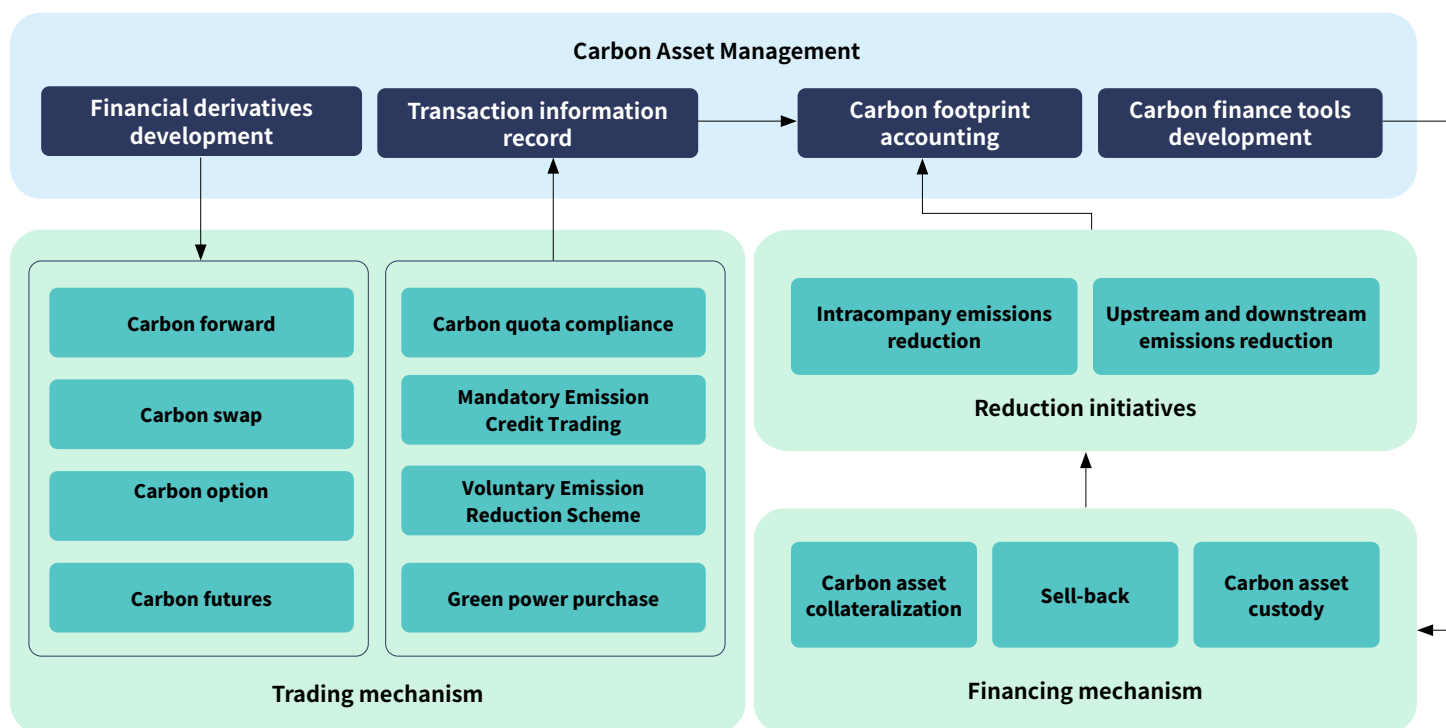 Carbon Asset Management
Financial derivatives
development
Transaction information
record
Carbon footprint
accounting
Carbon finance tools
development
Carbon forward
Carbon swap
Carbon option
Carbon futures
Carbon quota compliance
Mandatory Emission
Credit Trading
Voluntary Emission
Reduction Scheme
Green power purchase
Trading mechanism
Intracompany emissions
reduction
Upstream and downstream
emissions reduction
Reduction initiatives
Carbon asset
collateralization
Sell-back
Carbon asset
custody
Financing mechanism